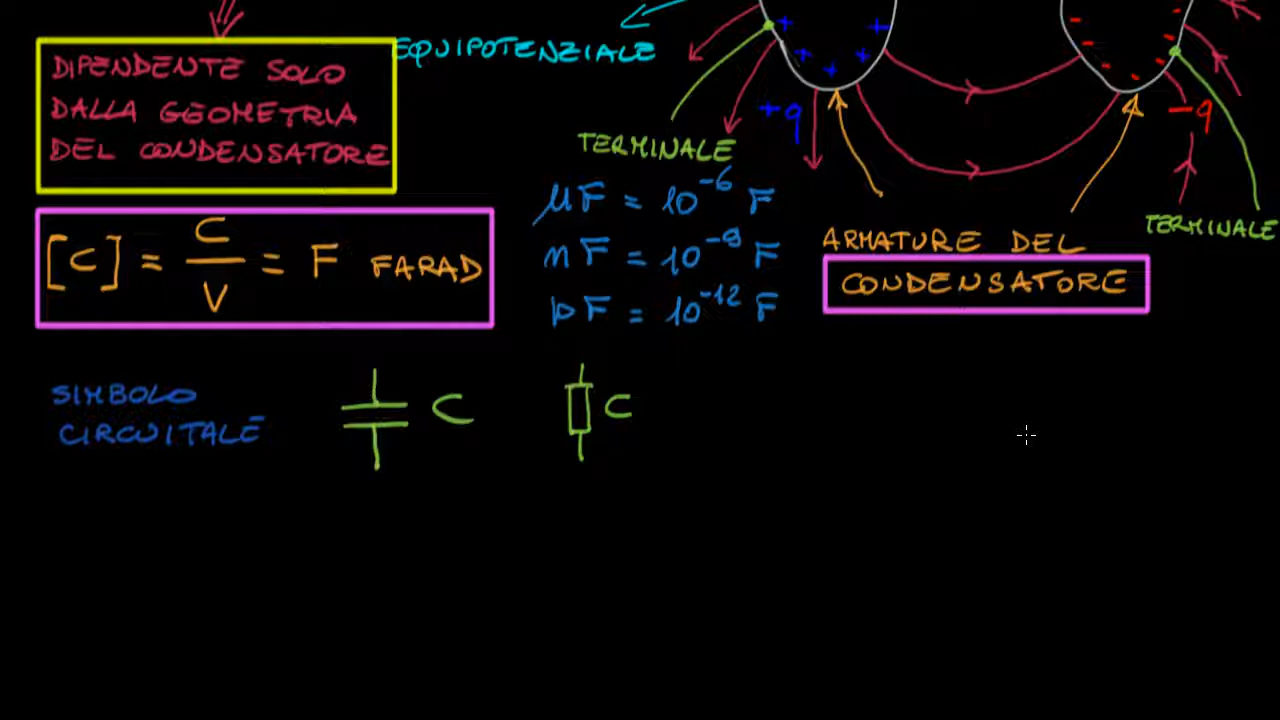 DIPENDENTE SOLO
DALLA GEOMETRIA
DEL CONDENSATORE
EQUIPOTENZIALE
+ + + + + +
- - - - - - -
+q
-q
TERMINALE
TERMINALE
[C] = C/V = F FARAD
μF = 10⁻⁶ F
nF = 10⁻⁹ F
pF = 10⁻¹² F
ARMATURE DEL
CONDENSATORE
SIMBOLO
CIRCUITALE
C
C